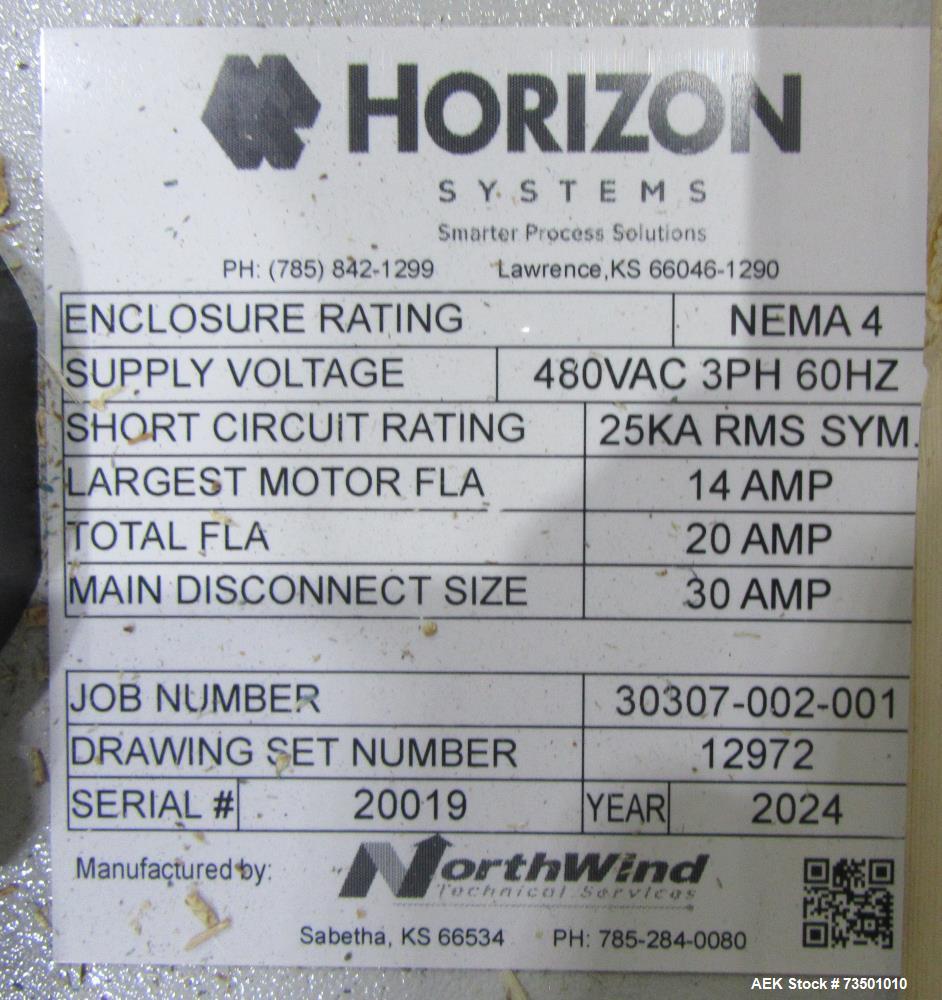 HORIZON
SYSTEMS
Smarter Process Solutions
PH: (785) 842-1299 Lawrence,KS 66046-1290
ENCLOSURE RATING NEMA 4
SUPPLY VOLTAGE 480VAC 3PH 60HZ
SHORT CIRCUIT RATING 25KA RMS SYM.
LARGEST MOTOR FLA 14 AMP
TOTAL FLA 20 AMP
MAIN DISCONNECT SIZE 30 AMP
JOB NUMBER 30307-002-001
DRAWING SET NUMBER 12972
SERIAL # 20019 YEAR 2024
Manufactured by: NorthWind
Technical Services
Sabetha, KS 66534 PH: 785-284-0080
AEK Stock # 73501010